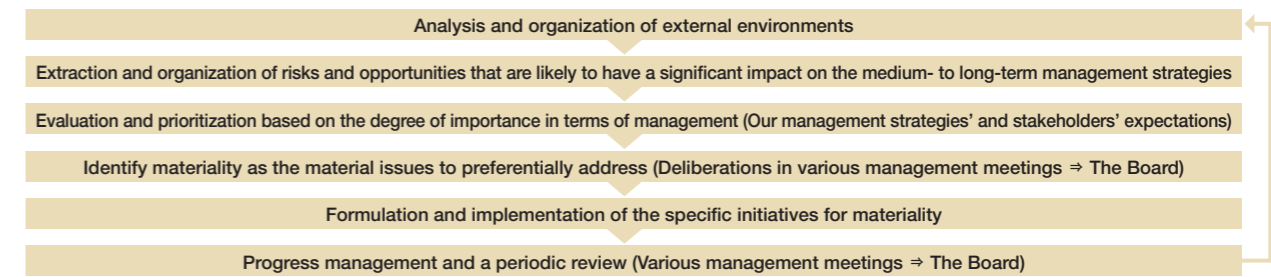 Analysis and organization of external environments
Extraction and organization of risks and opportunities that are likely to have a significant impact on the medium- to long-term management strategies
Evaluation and prioritization based on the degree of importance in terms of management (Our management strategies' and stakeholders' expectations)
Identify materiality as the material issues to preferentially address (Deliberations in various management meetings ⇒ The Board)
Formulation and implementation of the specific initiatives for materiality
Progress management and a periodic review (Various management meetings ⇒ The Board)